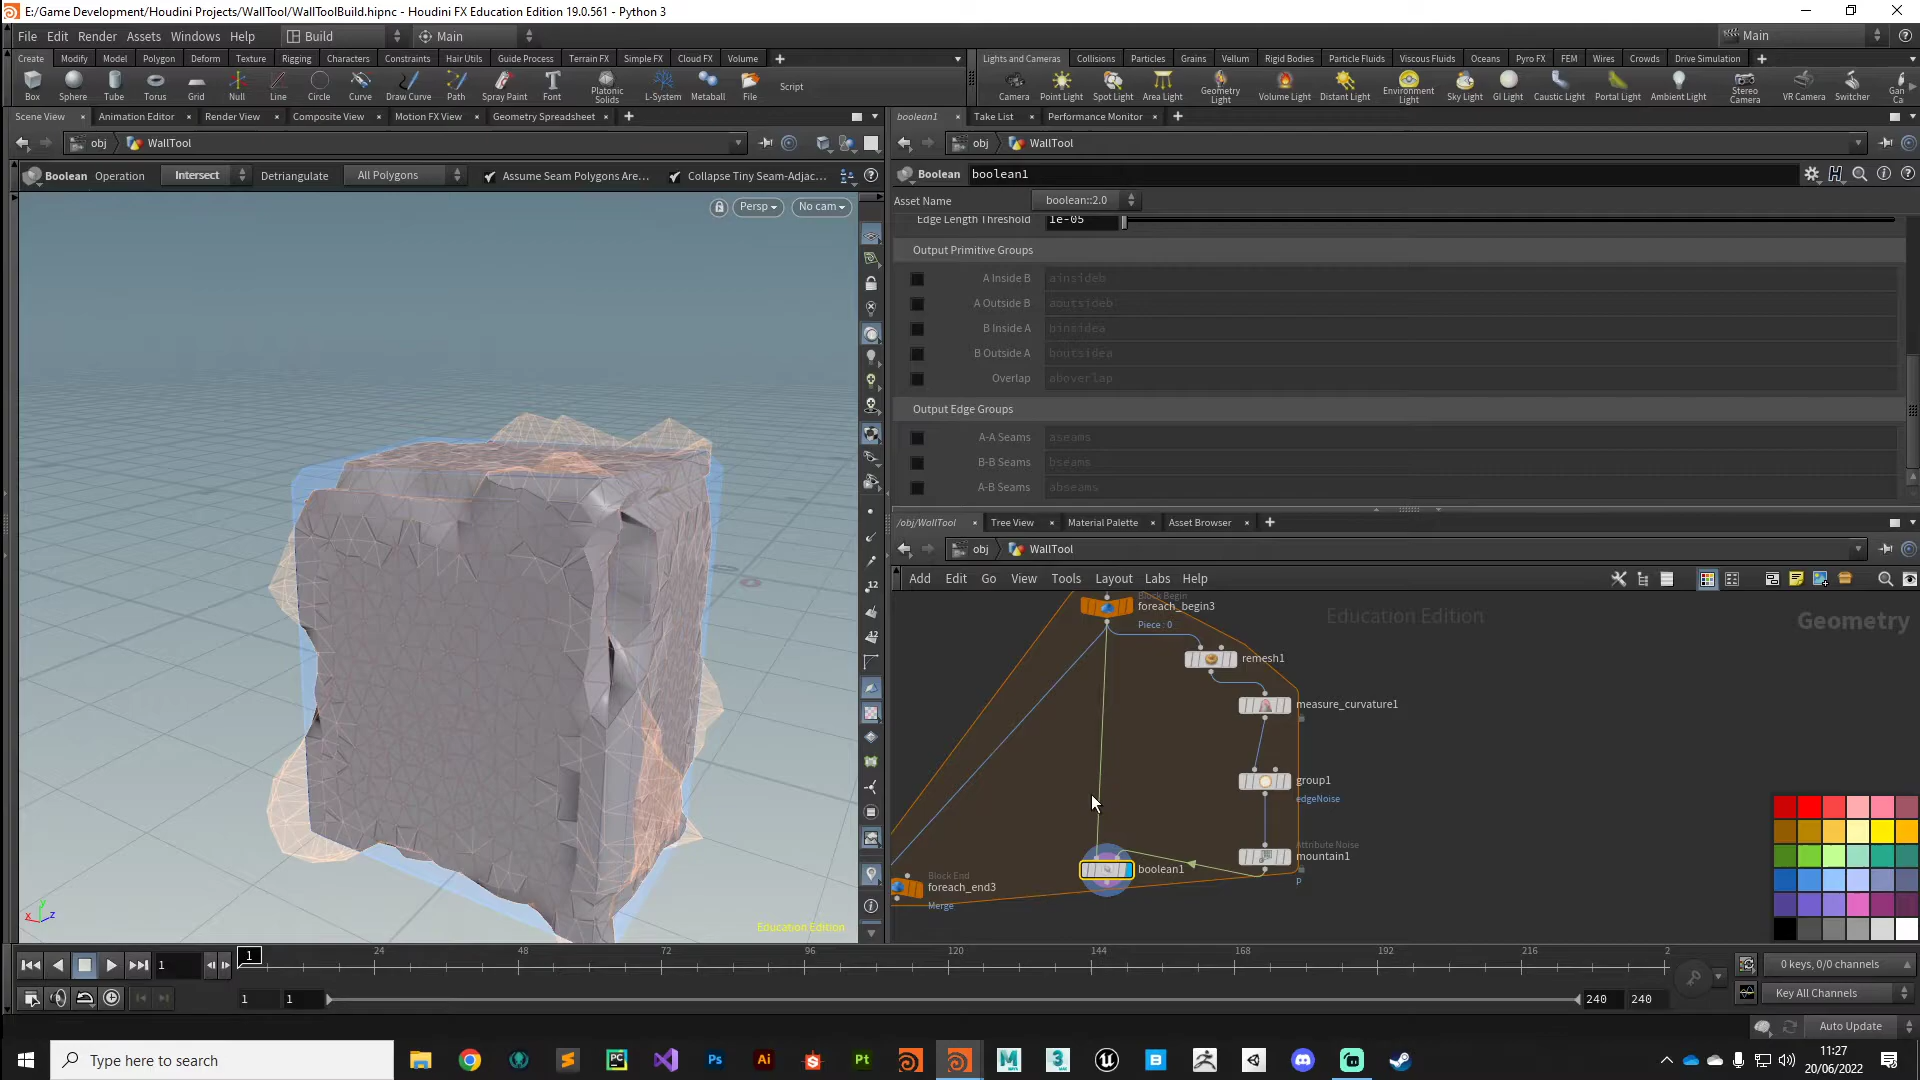 E:/Game Development/Houdini Projects/WallTool/WallToolBuild.hipnc - Houdini FX Education Edition 19.0.561 - Python 3
File Edit Render Assets Windows Help Build Main Main
Create Modify Model Polygon Deform Texture Rigging Characters Constraints Hair Utils Guide Process Terrain FX Simple FX Cloud FX Volume
Lights and Cameras Collisions Particles Grains Vellum Rigid Bodies Particle Fluids Viscous Fluids Oceans Pyro FX FEM Wires Crowds Drive Simulation
Box Sphere Tube Torus Grid Null Line Circle Curve Draw Curve Path Spray Paint Font Platonic Solids L-System Metaball File Script
Camera Point Light Spot Light Area Light Geometry Light Volume Light Distant Light Environment Light Sky Light GI Light Caustic Light Portal Light Ambient Light Stereo Camera VR Camera Switcher Gan Ca
Scene View Animation Editor Render View Composite View Motion FX View Geometry Spreadsheet
boolean1 Take List Performance Monitor
obj WallTool
obj WallTool
Boolean Operation Intersect Detriangulate All Polygons Assume Seam Polygons Are... Collapse Tiny Seam-Adjac...
Boolean boolean1
Asset Name boolean::2.0
Persp No cam
Edge Length Threshold 1e-05
Output Primitive Groups
A Inside B ainsideb
A Outside B aoutsideb
B Inside A binsidea
B Outside A boutsidea
Overlap aboverlap
Output Edge Groups
A-A Seams aseams
B-B Seams bseams
A-B Seams abseams
/obj/WallTool Tree View Material Palette Asset Browser
obj WallTool
Add Edit Go View Tools Layout Labs Help
Education Edition
Geometry
Block Begin
foreach_begin3
Piece : 0
remesh1
measure_curvature1
group1
edgeNoise
Attribute Noise
mountain1
P
boolean1
Block End
foreach_end3
Merge
12
12
y
x z
Education Edition
1 1 24 48 72 96 120 144 168 192 216 2
0 keys, 0/0 channels
1 1 240 240
Key All Channels
Auto Update
Type here to search
11:27
20/06/2022